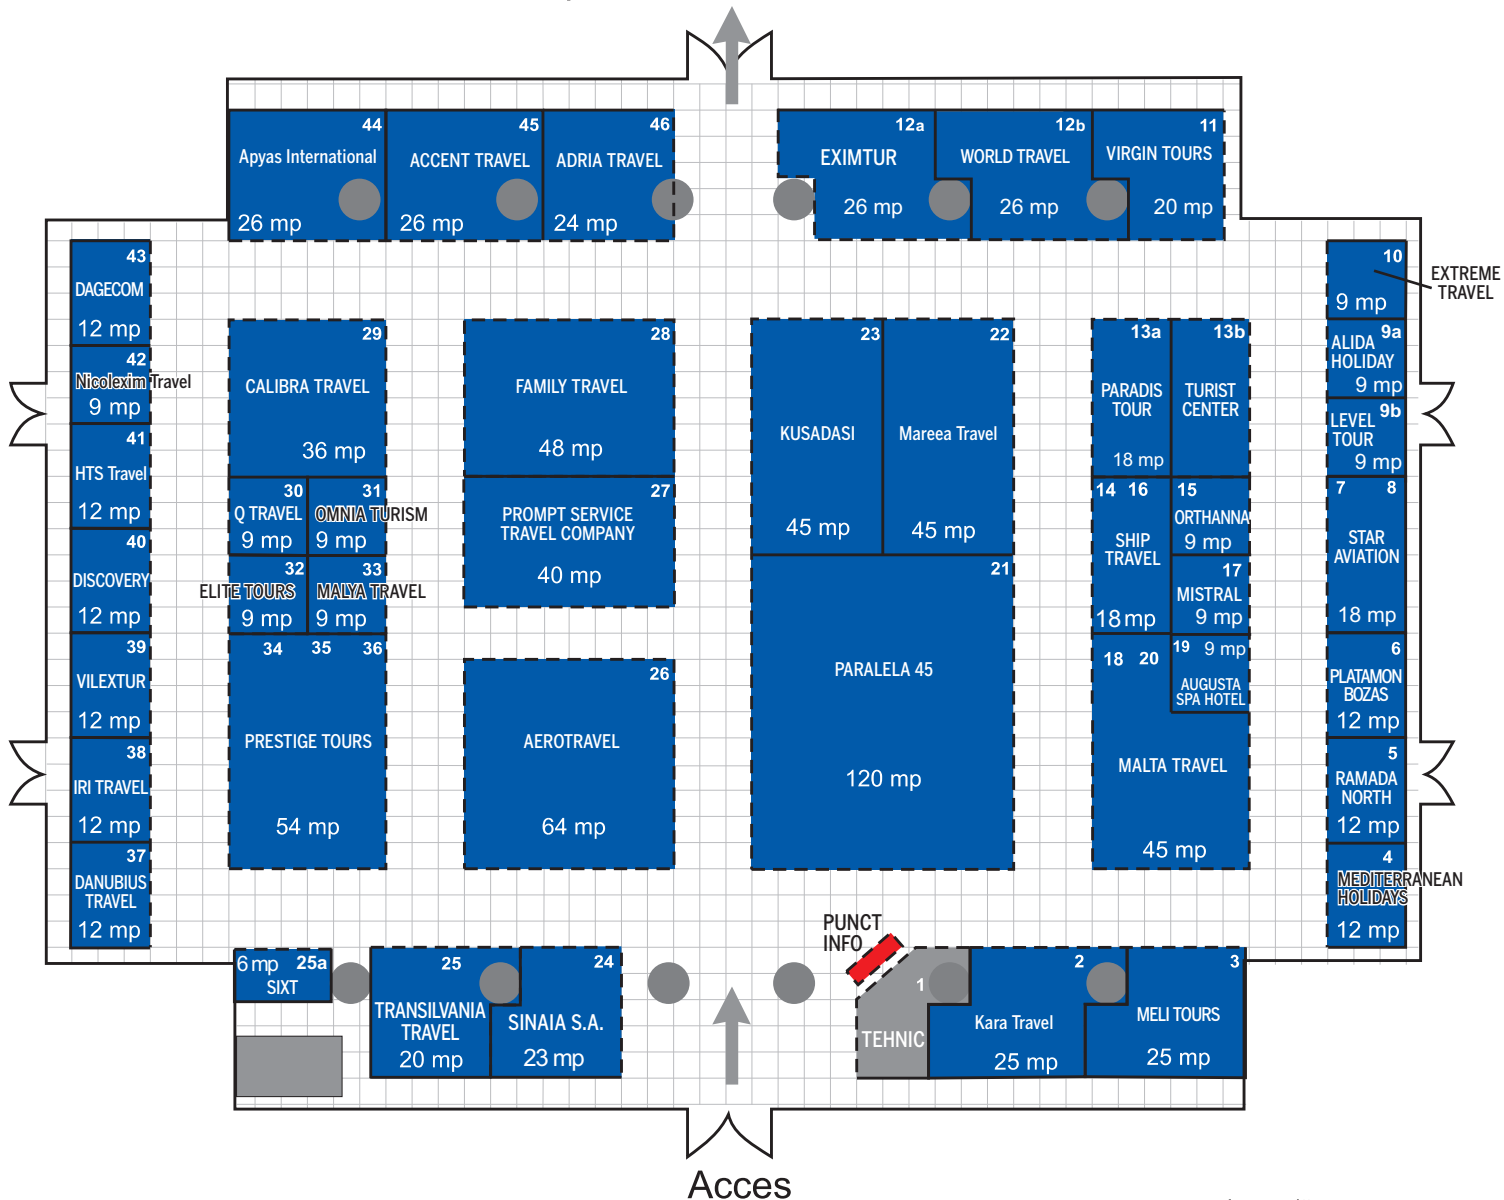 44
Apyas International
26 mp
45
ACCENT TRAVEL
26 mp
46
ADRIA TRAVEL
24 mp
12a
EXIMTUR
26 mp
12b
WORLD TRAVEL
26 mp
11
VIRGIN TOURS
20 mp
43
DAGECOM
12 mp
42
Nicolexim Travel
9 mp
41
HTS Travel
12 mp
40
DISCOVERY
12 mp
39
VILEXTUR
12 mp
38
IRI TRAVEL
12 mp
37
DANUBIUS
TRAVEL
12 mp
29
CALIBRA TRAVEL
36 mp
30
Q TRAVEL
9 mp
31
OMNIA TURISM
9 mp
32
ELITE TOURS
9 mp
33
MALYA TRAVEL
9 mp
34 35 36
PRESTIGE TOURS
54 mp
28
FAMILY TRAVEL
48 mp
27
PROMPT SERVICE
TRAVEL COMPANY
40 mp
26
AEROTRAVEL
64 mp
23
KUSADASI
45 mp
22
Mareea Travel
45 mp
21
PARALELA 45
120 mp
13a
PARADIS
TOUR
18 mp
13b
TURIST
CENTER
14 16
SHIP
TRAVEL
18 mp
15
ORTHANNA
9 mp
17
MISTRAL
9 mp
19 9 mp
AUGUSTA
SPA HOTEL
18 20
MALTA TRAVEL
45 mp
10
9 mp
EXTREME
TRAVEL
9a
ALIDA
HOLIDAY
9 mp
9b
LEVEL
TOUR
9 mp
7 8
STAR
AVIATION
18 mp
6
PLATAMON
BOZAS
12 mp
5
RAMADA
NORTH
12 mp
4
MEDITERRANEAN
HOLIDAYS
12 mp
6 mp 25a
SIXT
25
TRANSILVANIA
TRAVEL
20 mp
24
SINAIA S.A.
23 mp
PUNCT
INFO
1
TEHNIC
2
Kara Travel
25 mp
3
MELI TOURS
25 mp
Acces